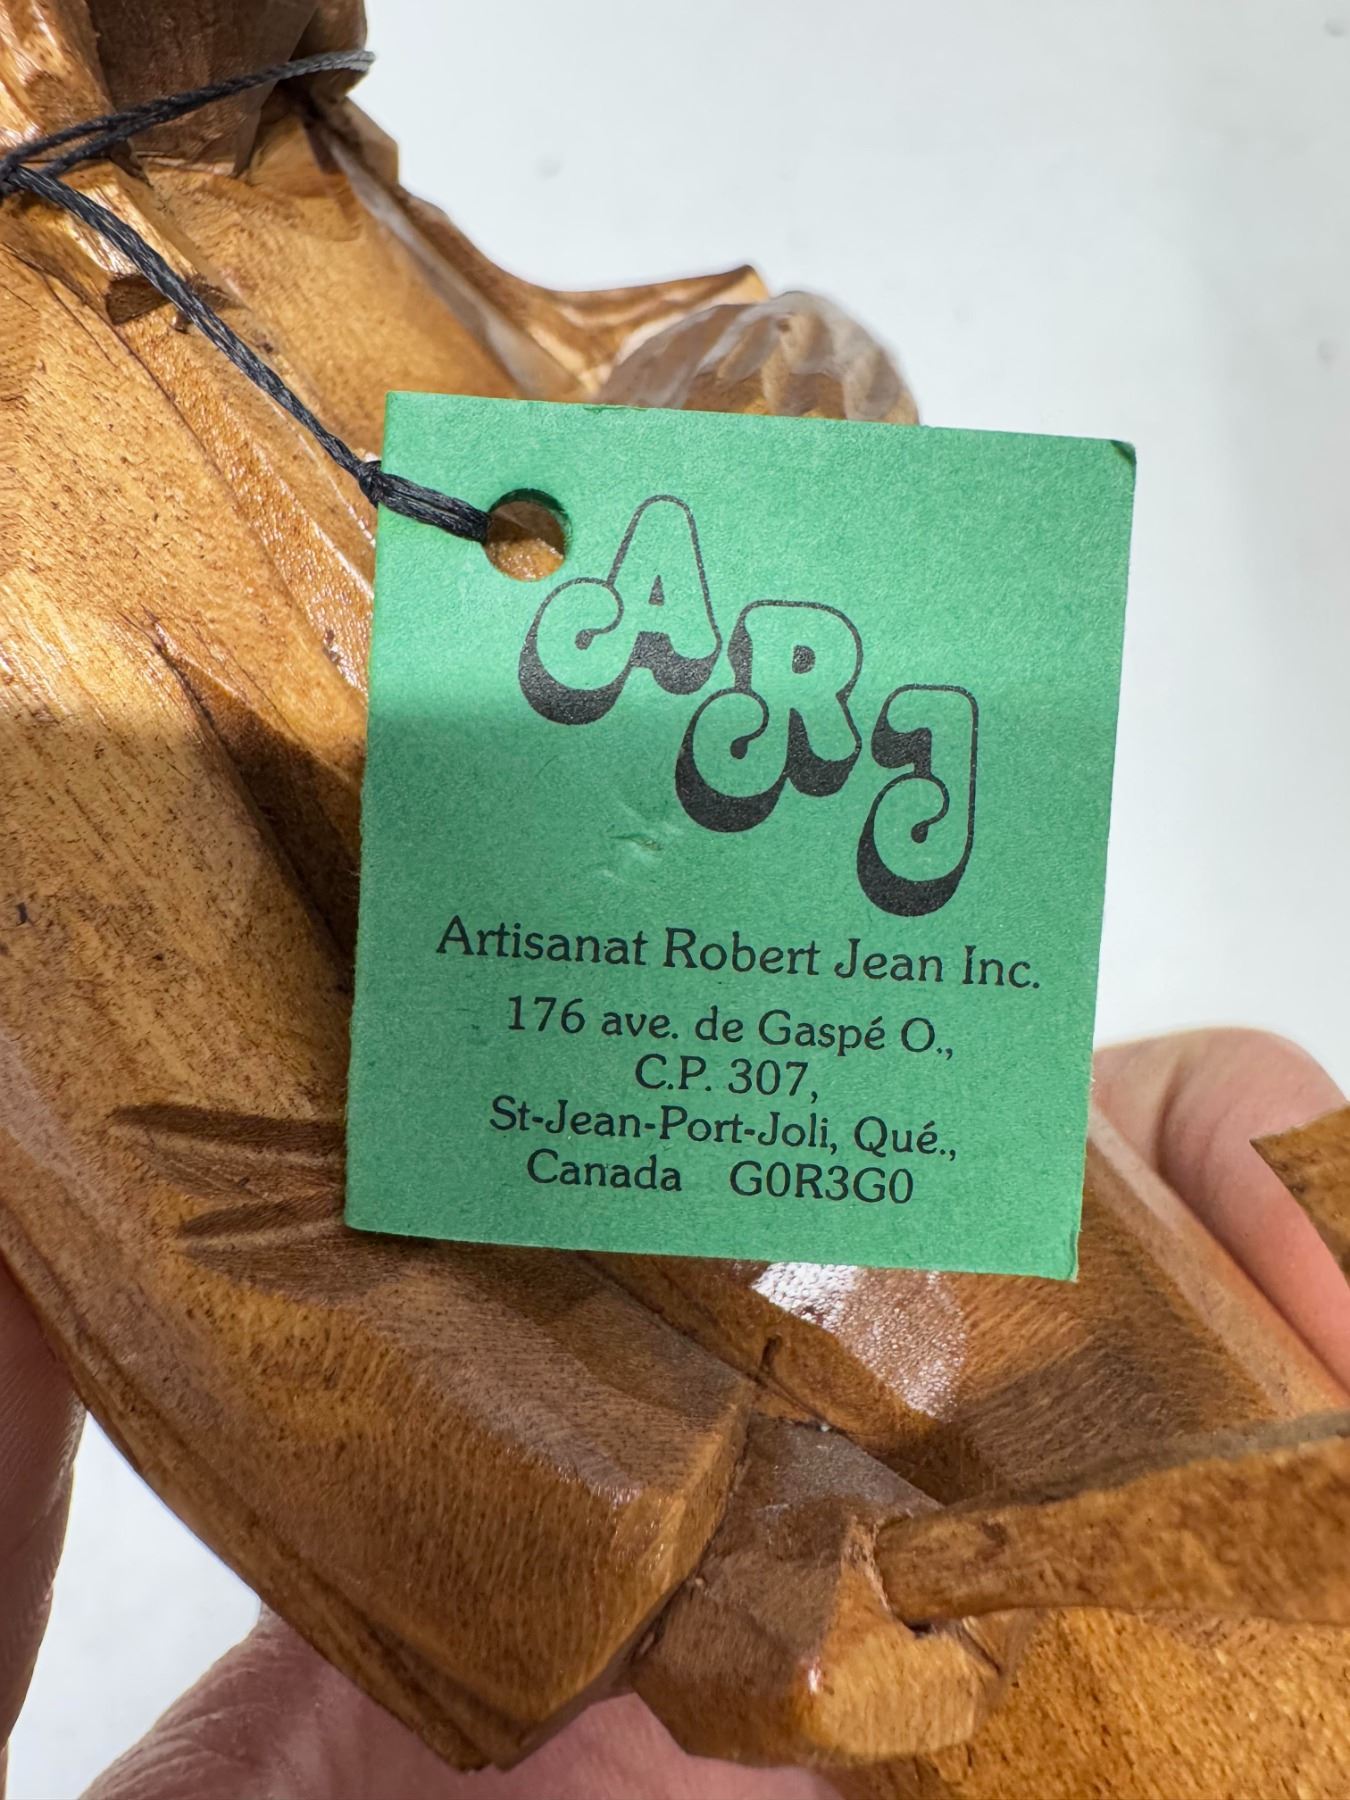 ARJ
Artisanat Robert Jean Inc.
176 ave. de Gaspé O.,
C.P. 307,
St-Jean-Port-Joli, Qué.,
Canada G0R3G0